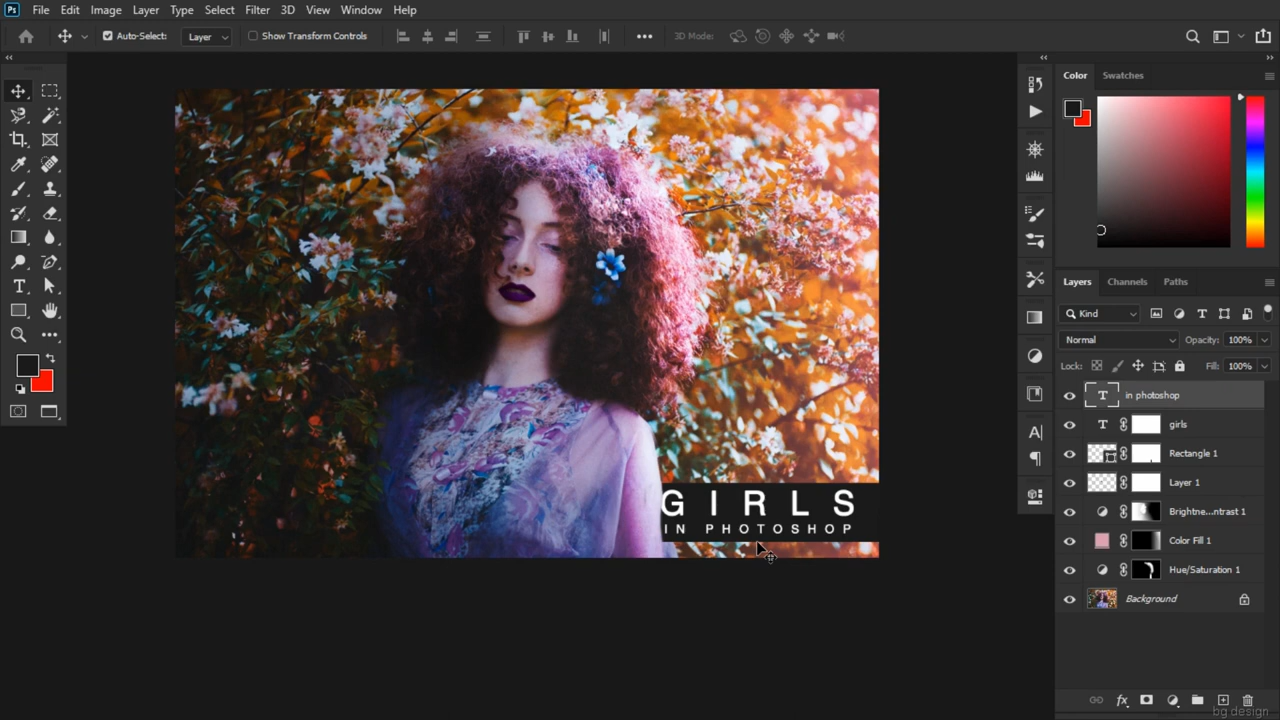 Ps File Edit Image Layer Type Select Filter 3D View Window Help
Auto-Select: Layer Show Transform Controls 3D Mode:
Color Swatches
Layers Channels Paths
Kind
Normal Opacity: 100%
Lock: Fill: 100%
in photoshop
girls
Rectangle 1
Layer 1
Brightne...ntrast 1
Color Fill 1
Hue/Saturation 1
Background
GIRLS
IN PHOTOSHOP
bg design